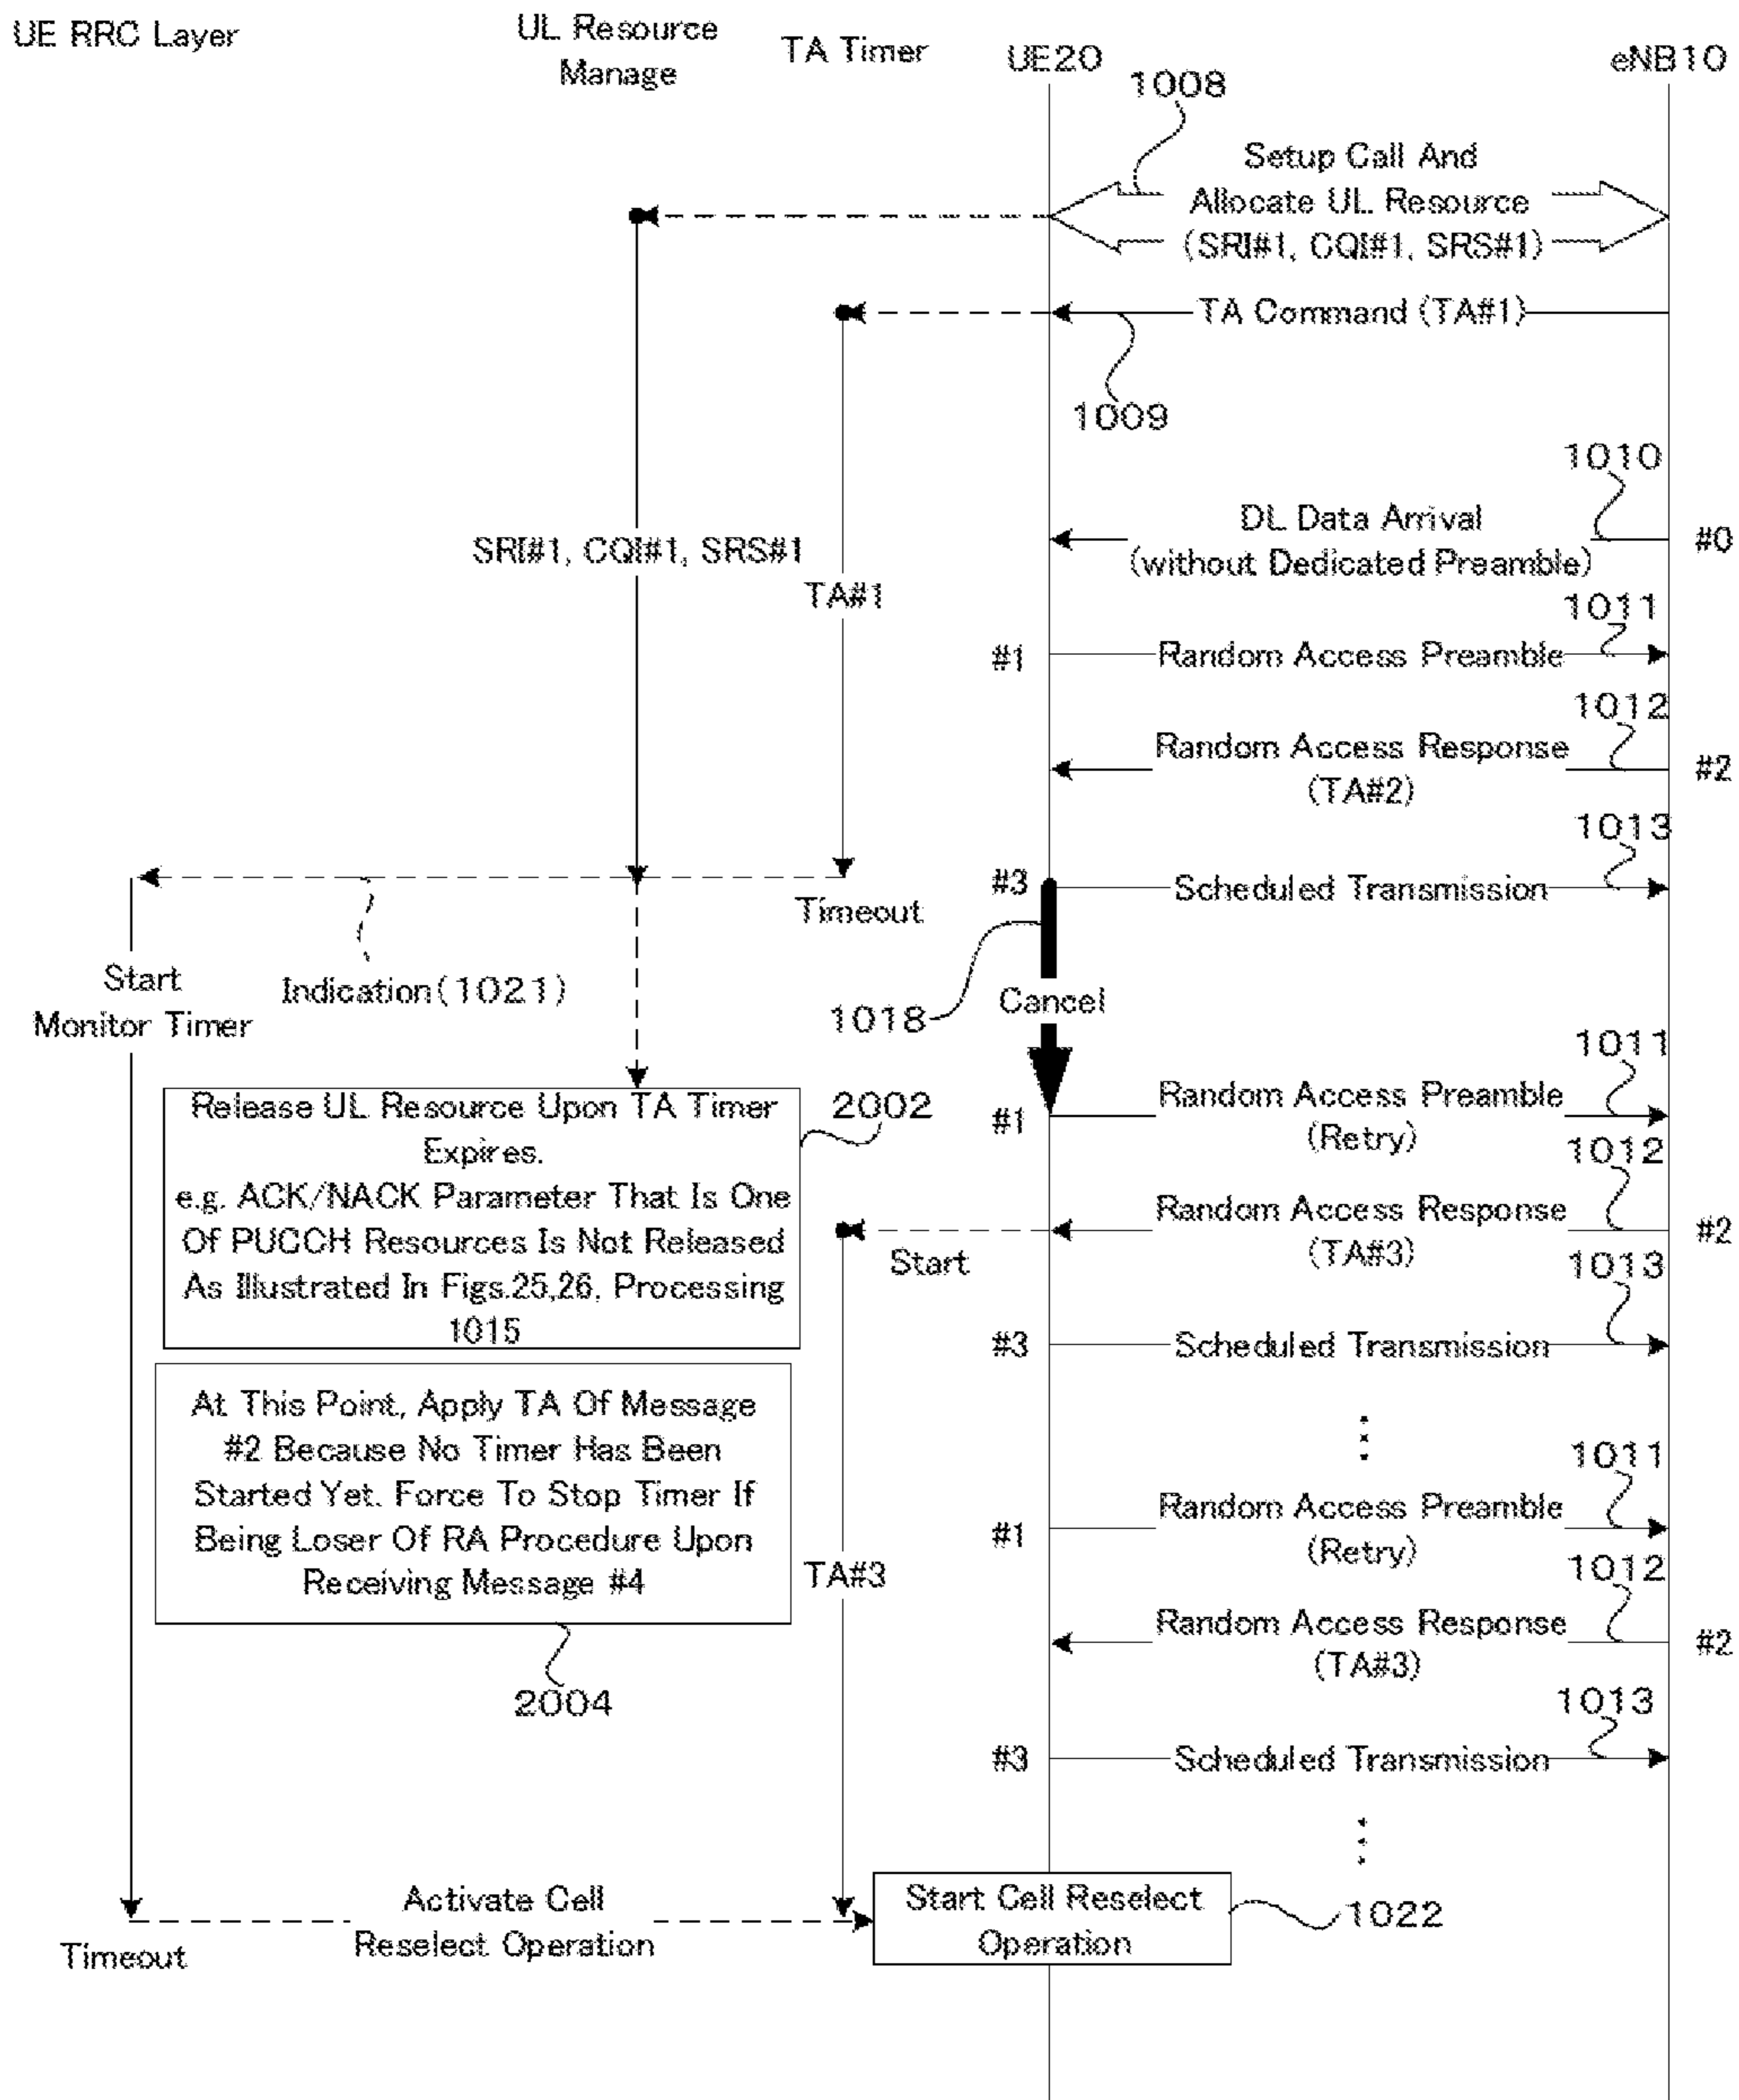 UE RRC Layer
UL Resource
Manage
TA Timer
UE20
eNB10
1008
Setup Call And
Allocate UL Resource
(SRI#1, CQI#1, SRS#1)
TA Command (TA#1)
1009
1010
DL Data Arrival
(without Dedicated Preamble)
#0
SRI#1, CQI#1, SRS#1
TA#1
1011
#1
Random Access Preamble
1012
Random Access Response
(TA#2)
#2
1013
#3
Scheduled Transmission
Timeout
Start
Monitor Timer
Indication(1021)
1018
Cancel
1011
Random Access Preamble
(Retry)
#1
Release UL Resource Upon TA Timer
Expires.
e.g. ACK/NACK Parameter That Is One
Of PUCCH Resources Is Not Released
As Illustrated In Figs.25,26, Processing
1015
2002
1012
Random Access Response
(TA#3)
#2
Start
1013
#3
Scheduled Transmission
At This Point, Apply TA Of Message
#2 Because No Timer Has Been
Started Yet. Force To Stop Timer If
Being Loser Of RA Procedure Upon
Receiving Message #4
2004
TA#3
1011
Random Access Preamble
(Retry)
#1
1012
Random Access Response
(TA#3)
#2
1013
#3
Scheduled Transmission
Timeout
Activate Cell
Reselect Operation
Start Cell Reselect
Operation
1022